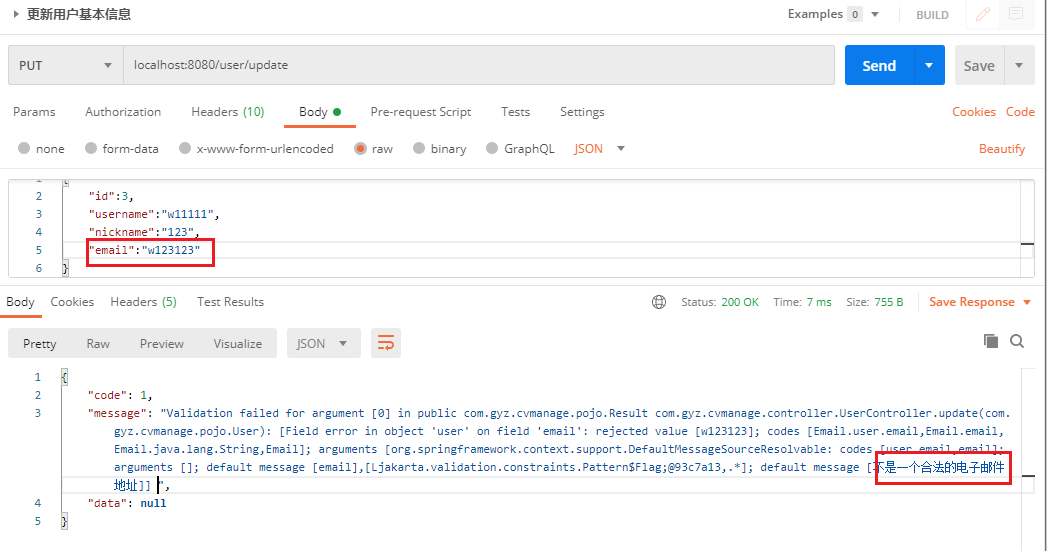 更新用户基本信息 Examples 0 BUILD
PUT localhost:8080/user/update Send Save
Params Authorization Headers (10) Body Pre-request Script Tests Settings Cookies Code
none form-data x-www-form-urlencoded raw binary GraphQL JSON Beautify
1 {
2 "id":3,
3 "username":"w11111",
4 "nickname":"123",
5 "email":"w123123"
6 }
Body Cookies Headers (5) Test Results Status: 200 OK Time: 7 ms Size: 755 B Save Response
Pretty Raw Preview Visualize JSON
1 {
2 "code": 1,
3 "message": "Validation failed for argument [0] in public com.gyz.cvmanage.pojo.Result com.gyz.cvmanage.controller.UserController.update(com.
gyz.cvmanage.pojo.User): [Field error in object 'user' on field 'email': rejected value [w123123]; codes [Email.user.email,Email.email,
Email.java.lang.String,Email]; arguments [org.springframework.context.support.DefaultMessageSourceResolvable: codes [user.email,email];
arguments []; default message [email],[Ljakarta.validation.constraints.Pattern$Flag;@93c7a13,.*]; default message [不是一个合法的电子邮件
地址]] ",
4 "data": null
5 }